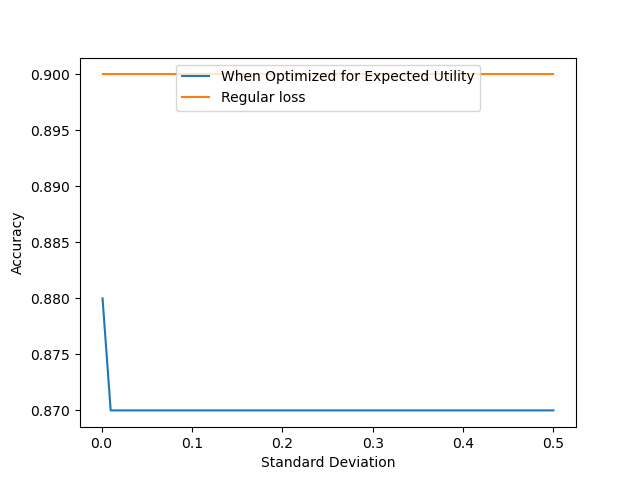 When Optimized for Expected Utility
Regular loss
0.900
0.895
0.890
0.885
0.880
0.875
0.870
Accuracy
0.0 0.1 0.2 0.3 0.4 0.5
Standard Deviation